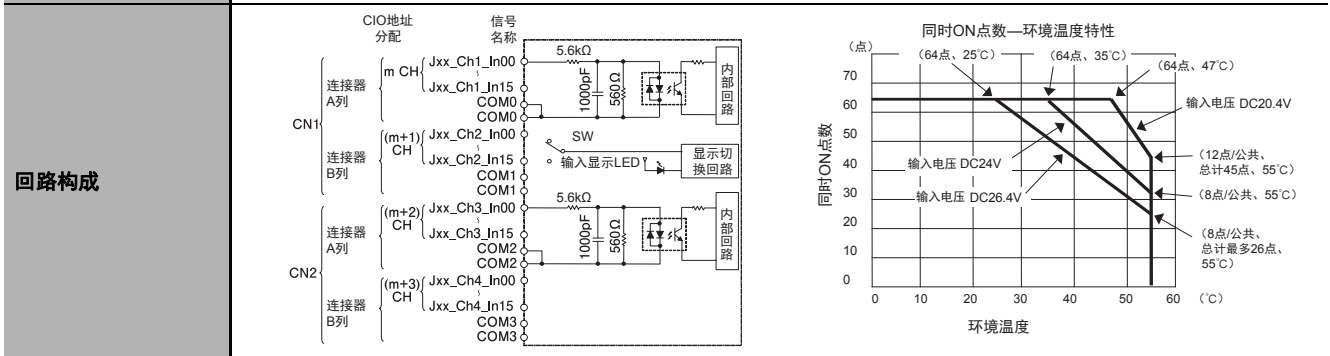 回路构成
CIO地址
分配
信号
名称
CN1
连接器
A列
m CH
Jxx_Ch1_In00
~
Jxx_Ch1_In15
COM0
COM0
连接器
B列
(m+1)
CH
Jxx_Ch2_In00
~
Jxx_Ch2_In15
COM1
COM1
CN2
连接器
A列
(m+2)
CH
Jxx_Ch3_In00
~
Jxx_Ch3_In15
COM2
COM2
连接器
B列
(m+3)
CH
Jxx_Ch4_In00
~
Jxx_Ch4_In15
COM3
COM3
5.6kΩ
1000pF
560Ω
内部回路
SW
输入显示LED
显示切
换回路
5.6kΩ
1000pF
560Ω
内部回路
同时ON点数—环境温度特性
（点）
（64点、25℃）
（64点、35℃）
（64点、47℃）
同时ON点数
70
60
50
40
30
20
10
0
输入电压 DC20.4V
输入电压 DC24V
输入电压 DC26.4V
（12点/公共、
总计45点、55℃）
（8点/公共、55℃）
（8点/公共、
总计最多26点、
55℃）
0 10 20 30 40 50 60 （℃）
环境温度